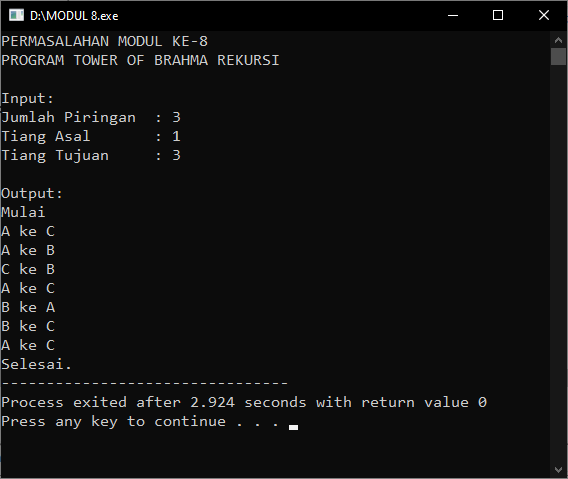 D:\MODUL 8.exe
PERMASALAHAN MODUL KE-8
PROGRAM TOWER OF BRAHMA REKURSI
Input:
Jumlah Piringan  : 3
Tiang Asal       : 1
Tiang Tujuan     : 3
Output:
Mulai
A ke C
A ke B
C ke B
A ke C
B ke A
B ke C
A ke C
Selesai.
--------------------------------
Process exited after 2.924 seconds with return value 0
Press any key to continue . . .